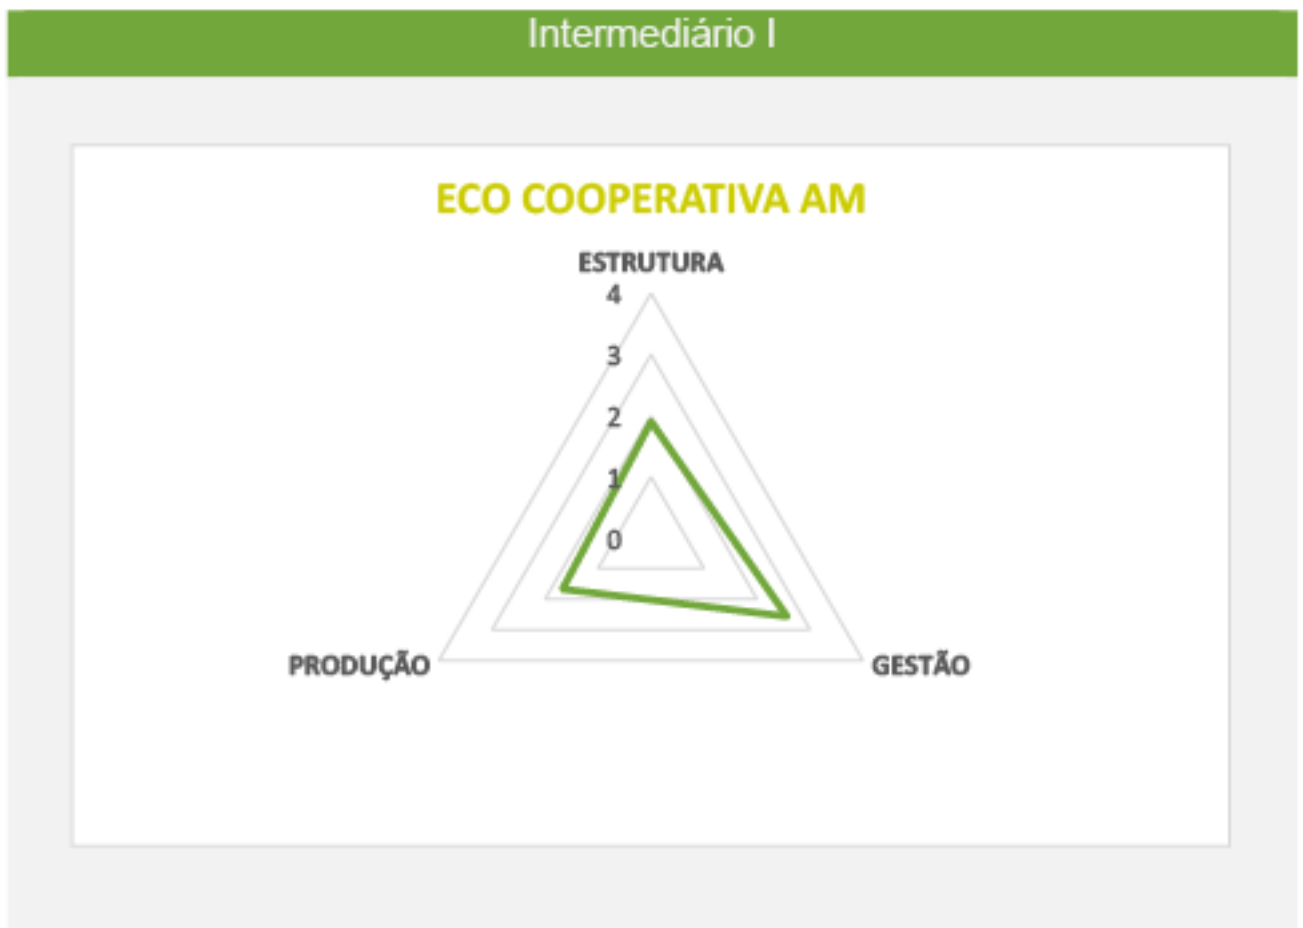 Intermediário I
ECO COOPERATIVA AM
ESTRUTURA
4
3
2
1
0
PRODUÇÃO
GESTÃO